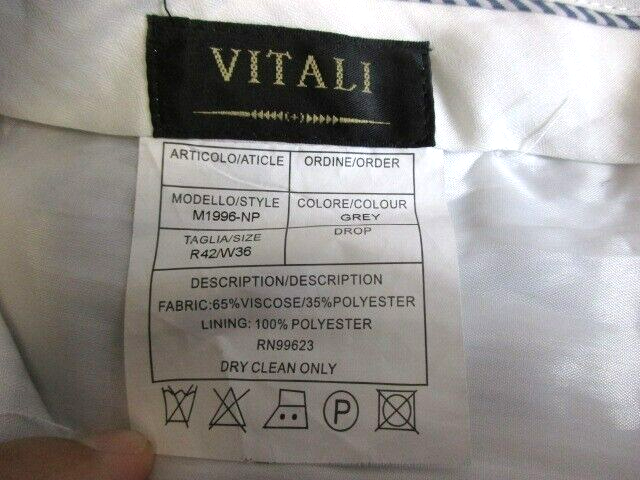 VITALI
ARTICOLO/ATICLE ORDINE/ORDER
MODELLO/STYLE COLORE/COLOUR
M1996-NP GREY
TAGLIA/SIZE DROP
R42/W36
DESCRIPTION/DESCRIPTION
FABRIC:65%VISCOSE/35%POLYESTER
LINING: 100% POLYESTER
RN99623
DRY CLEAN ONLY
P